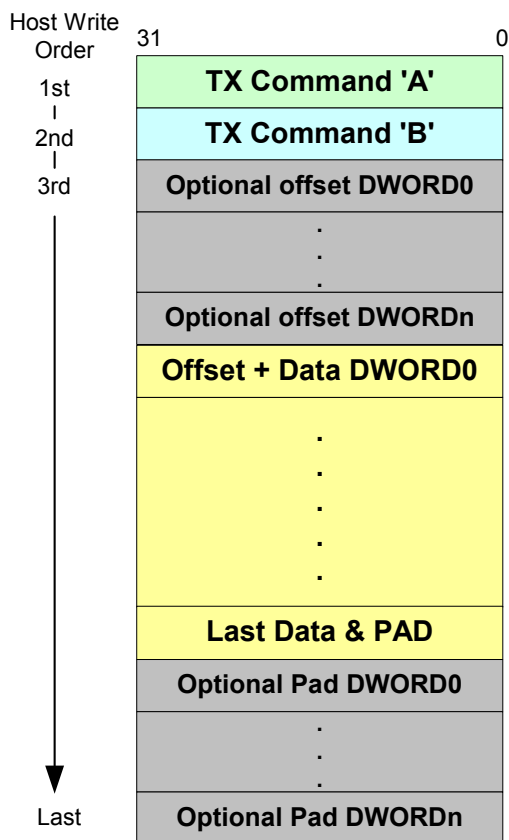 Host Write
Order
31
0
1st
TX Command 'A'
2nd
TX Command 'B'
3rd
Optional offset DWORD0
.
.
.
Optional offset DWORDn
Offset + Data DWORD0
.
.
.
.
.
Last Data & PAD
Optional Pad DWORD0
.
.
.
Last
Optional Pad DWORDn